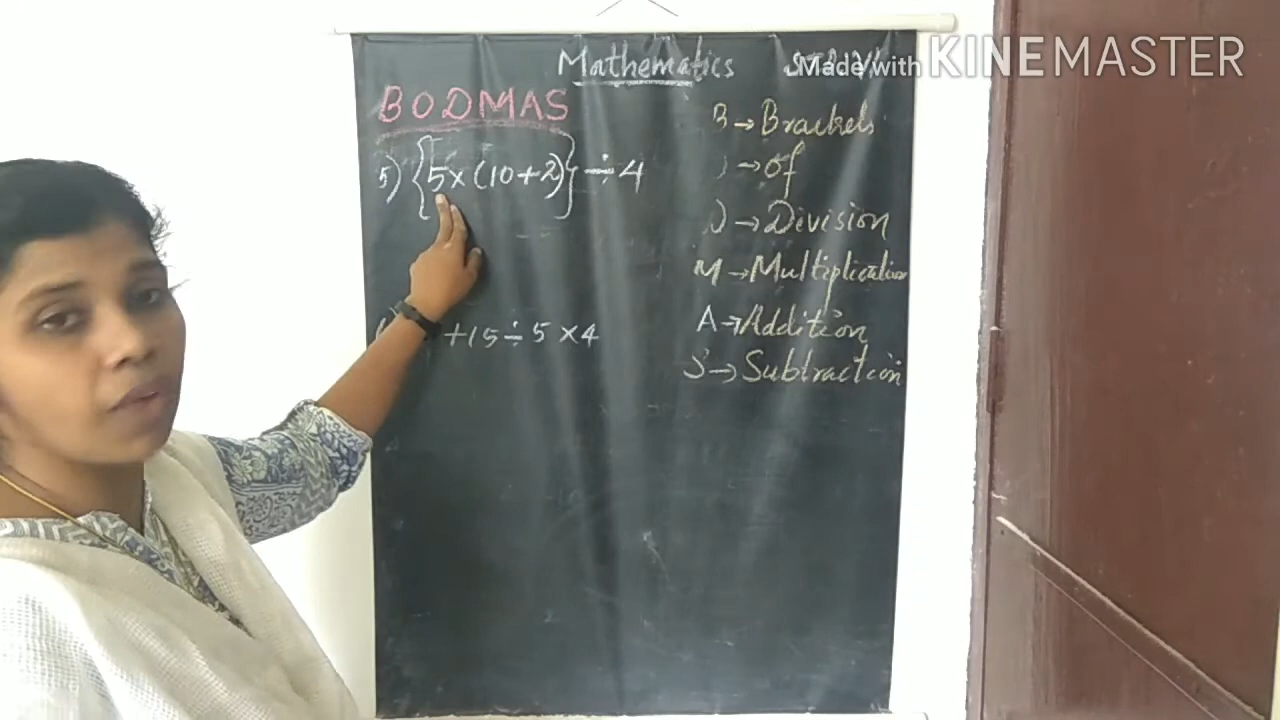 Mathematics
Made with KINEMASTER
BODMAS
B → Brackets
5) {5 × (10 + 2)} ÷ 4
→ of
D → Division
M → Multiplication
+ 15 ÷ 5 × 4
A → Addition
S → Subtraction